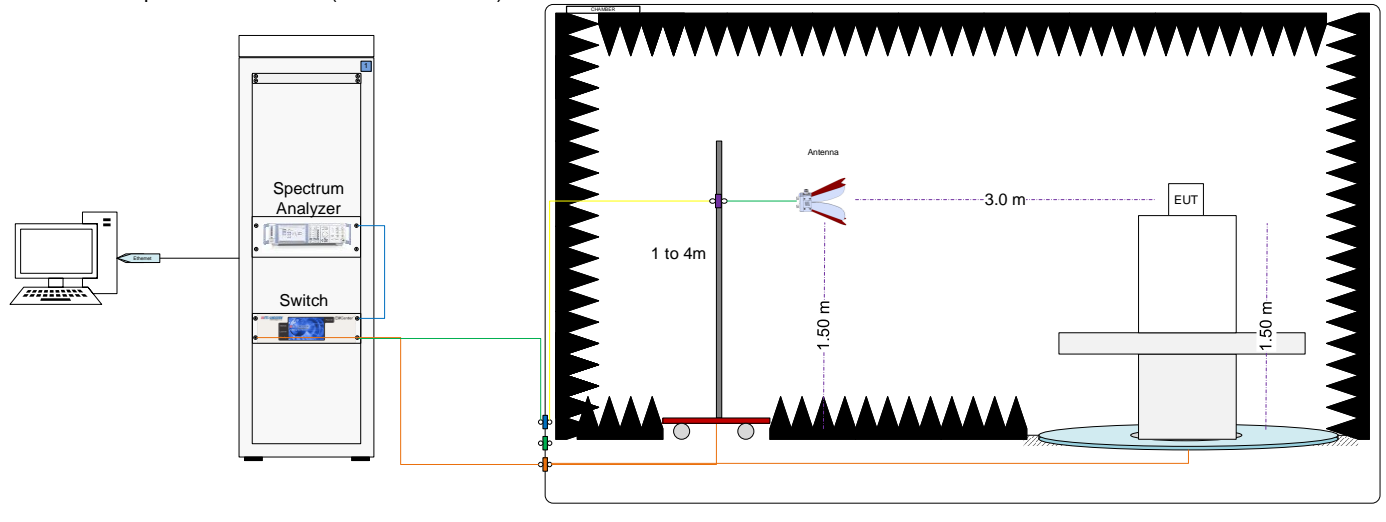 CHAMBER
1
Spectrum
Analyzer
Switch
Ethernet
Antenna
1 to 4m
3.0 m
EUT
1.50 m
1.50 m